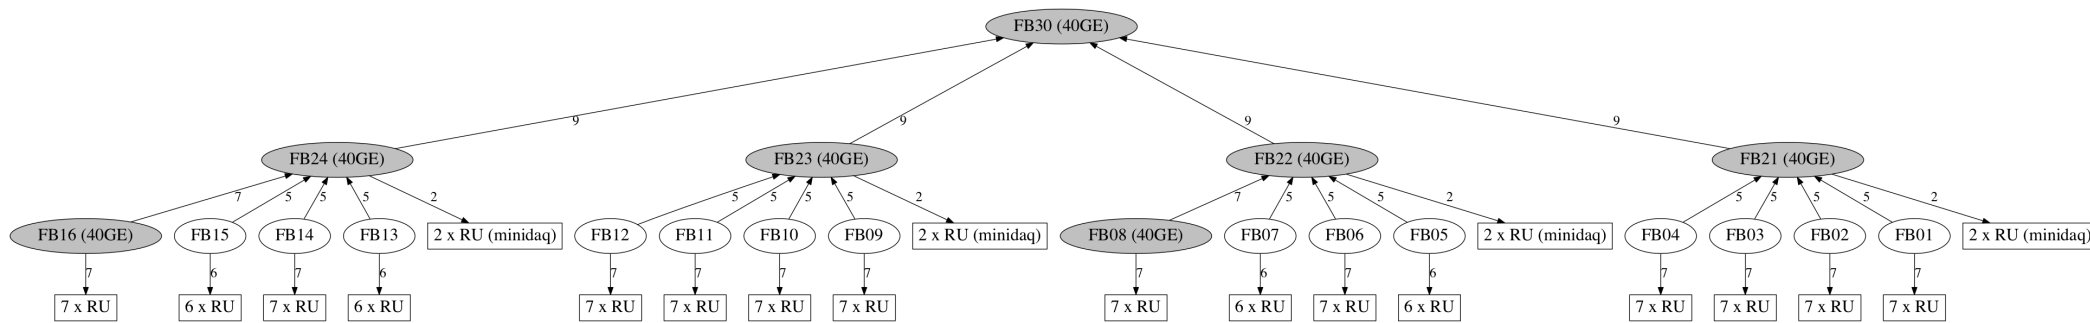 FB30 (40GE)
9 9 9 9
FB24 (40GE) FB23 (40GE) FB22 (40GE) FB21 (40GE)
7 5 5 5 2 5 5 5 5 2 7 5 5 5 2 5 5 5 5 2
FB16 (40GE) FB15 FB14 FB13 2 x RU (minidaq) FB12 FB11 FB10 FB09 2 x RU (minidaq) FB08 (40GE) FB07 FB06 FB05 2 x RU (minidaq) FB04 FB03 FB02 FB01 2 x RU (minidaq)
7 6 7 6 7 7 7 7 7 6 7 6 7 7 7 7
7 x RU 6 x RU 7 x RU 6 x RU 7 x RU 7 x RU 7 x RU 7 x RU 7 x RU 6 x RU 7 x RU 6 x RU 7 x RU 7 x RU 7 x RU 7 x RU